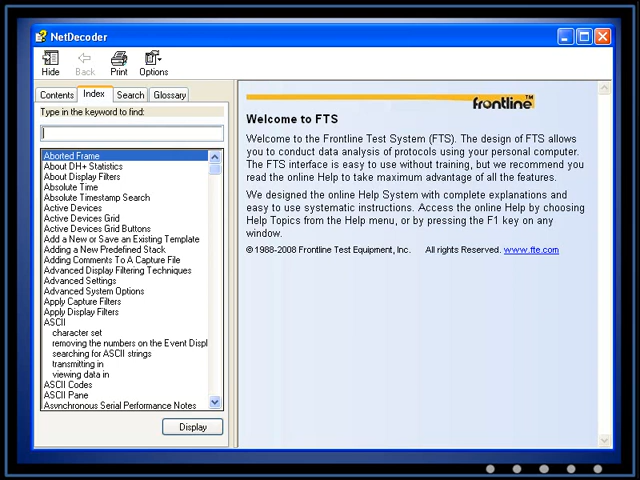 NetDecoder
Hide
Back
Print
Options
Contents
Index
Search
Glossary
Type in the keyword to find:
Aborted Frame
About DH+ Statistics
About Display Filters
Absolute Time
Absolute Timestamp Search
Active Devices
Active Devices Grid
Active Devices Grid Buttons
Add a New or Save an Existing Template
Adding a New Predefined Stack
Adding Comments To A Capture File
Advanced Display Filtering Techniques
Advanced Settings
Advanced System Options
Apply Capture Filters
Apply Display Filters
ASCII
character set
removing the numbers on the Event Displ
searching for ASCII strings
transmitting in
viewing data in
ASCII Codes
ASCII Pane
Asynchronous Serial Performance Notes
Display
frontline™
Welcome to FTS
Welcome to the Frontline Test System (FTS). The design of FTS allows
you to conduct data analysis of protocols using your personal computer.
The FTS interface is easy to use without training, but we recommend you
read the online Help to take maximum advantage of all the features.
We designed the online Help System with complete explanations and
easy to use systematic instructions. Access the online Help by choosing
Help Topics from the Help menu, or by pressing the F1 key on any
window.
© 1988-2008 Frontline Test Equipment, Inc. All rights Reserved. www.fte.com